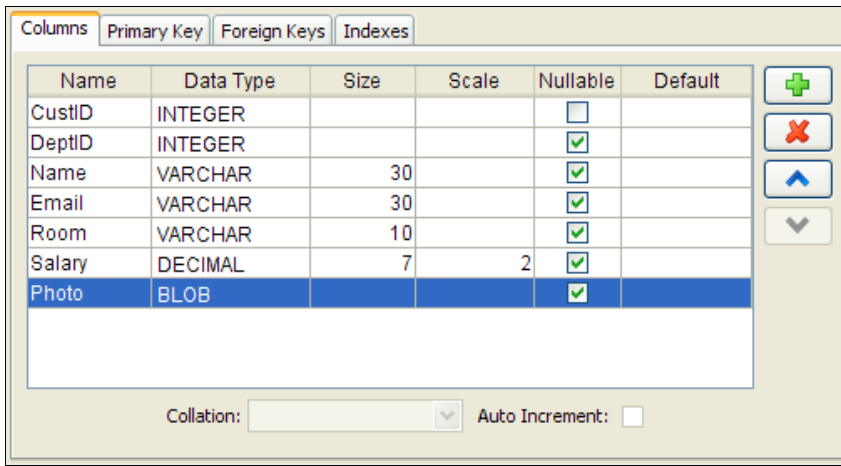 Columns Primary Key Foreign Keys Indexes
Name Data Type Size Scale Nullable Default
CustID INTEGER
DeptID INTEGER
Name VARCHAR 30
Email VARCHAR 30
Room VARCHAR 10
Salary DECIMAL 7 2
Photo BLOB
Collation: Auto Increment: